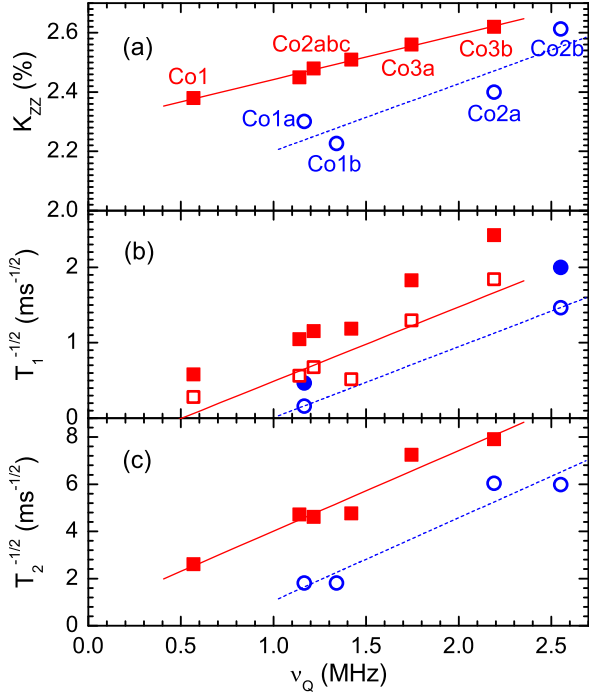 (a)
K_ZZ (%)
2.6
2.4
2.2
2.0
Co1
Co2abc
Co3a
Co3b
Co2b
Co1a
Co1b
Co2a
(b)
T_1^-1/2 (ms^-1/2)
2
1
0
(c)
T_2^-1/2 (ms^-1/2)
8
6
4
2
0
0.0 0.5 1.0 1.5 2.0 2.5
ν_Q (MHz)